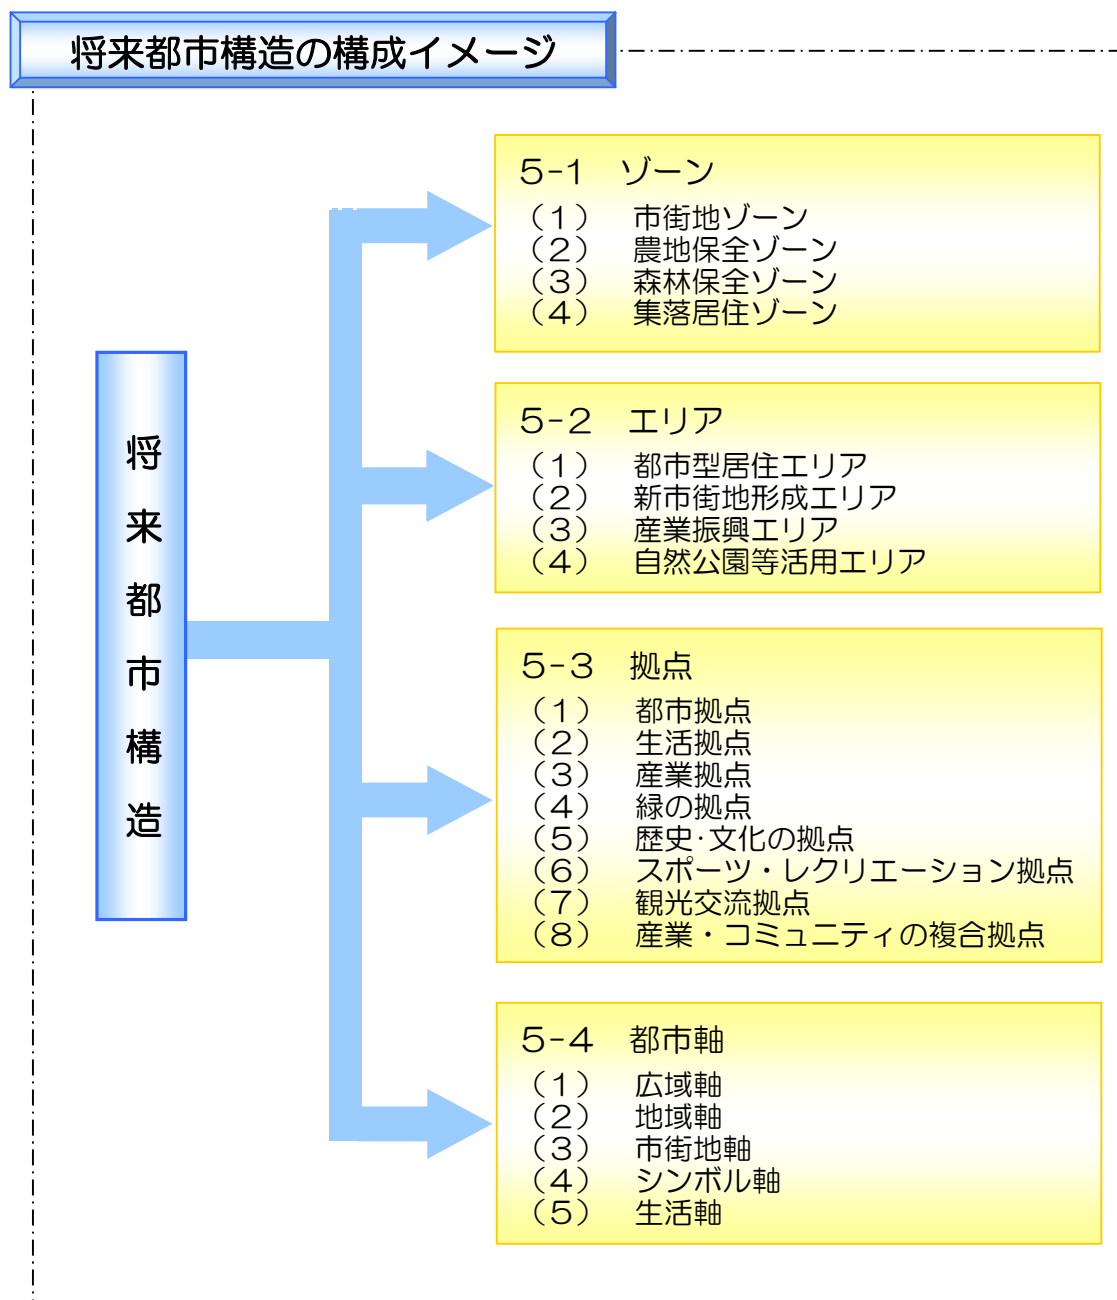 将来都市構造の構成イメージ
将来都市構造
５-１　ゾーン
（１）　市街地ゾーン
（２）　農地保全ゾーン
（３）　森林保全ゾーン
（４）　集落居住ゾーン
５-２　エリア
（１）　都市型居住エリア
（２）　新市街地形成エリア
（３）　産業振興エリア
（４）　自然公園等活用エリア
５-３　拠点
（１）　都市拠点
（２）　生活拠点
（３）　産業拠点
（４）　緑の拠点
（５）　歴史･文化の拠点
（６）　スポーツ・レクリエーション拠点
（７）　観光交流拠点
（８）　産業・コミュニティの複合拠点
５-４　都市軸
（１）　広域軸
（２）　地域軸
（３）　市街地軸
（４）　シンボル軸
（５）　生活軸